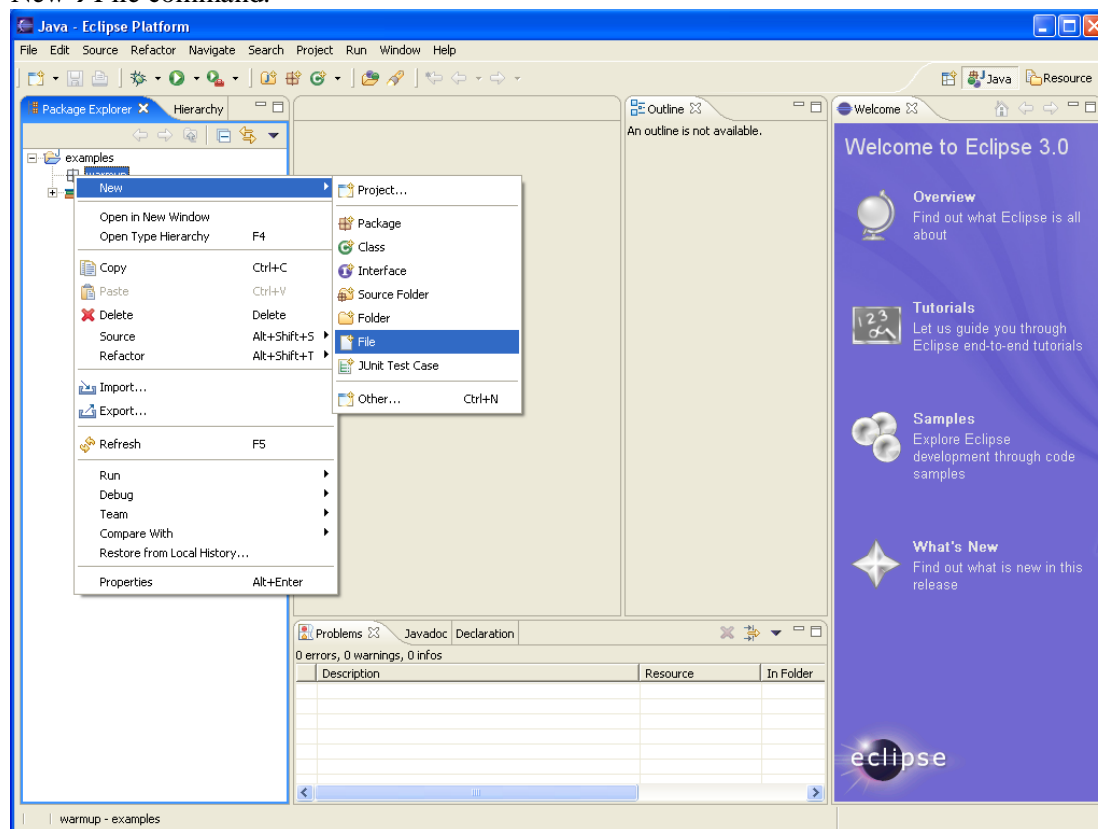 Java - Eclipse Platform
File Edit Source Refactor Navigate Search Project Run Window Help
Java Resource
Package Explorer Hierarchy
examples
warmup
New
Open in New Window
Open Type Hierarchy F4
Copy Ctrl+C
Paste Ctrl+V
Delete Delete
Source Alt+Shift+S
Refactor Alt+Shift+T
Import...
Export...
Refresh F5
Run
Debug
Team
Compare With
Restore from Local History...
Properties Alt+Enter
Project...
Package
Class
Interface
Source Folder
Folder
File
JUnit Test Case
Other... Ctrl+N
Outline
An outline is not available.
Welcome
Welcome to Eclipse 3.0
Overview
Find out what Eclipse is all
about
Tutorials
Let us guide you through
Eclipse end-to-end tutorials
Samples
Explore Eclipse
development through code
samples
What's New
Find out what is new in this
release
eclipse
Problems Javadoc Declaration
0 errors, 0 warnings, 0 infos
Description Resource In Folder
warmup - examples